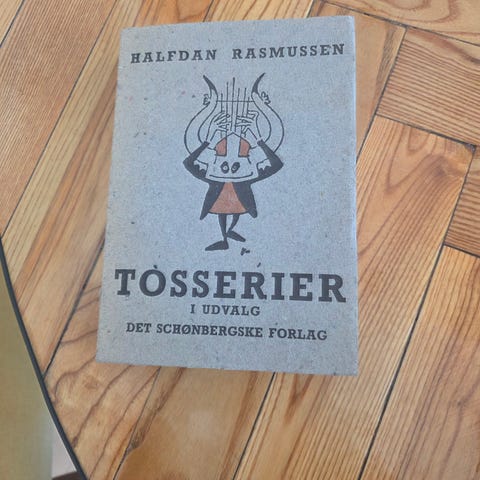 HALFDAN RASMUSSEN
TOSSERIER
I UDVALG
DET SCHØNBERGSKE FORLAG